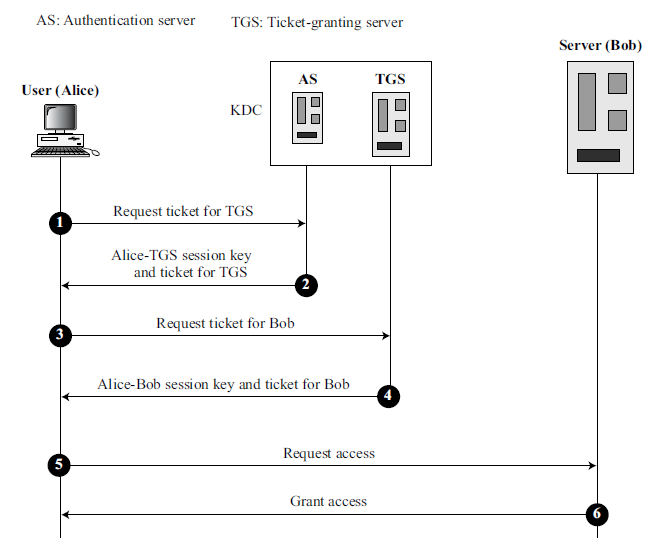 AS: Authentication server
TGS: Ticket-granting server
Server (Bob)
User (Alice)
KDC
AS
TGS
1
Request ticket for TGS
Alice-TGS session key
and ticket for TGS
2
3
Request ticket for Bob
Alice-Bob session key and ticket for Bob
4
5
Request access
Grant access
6